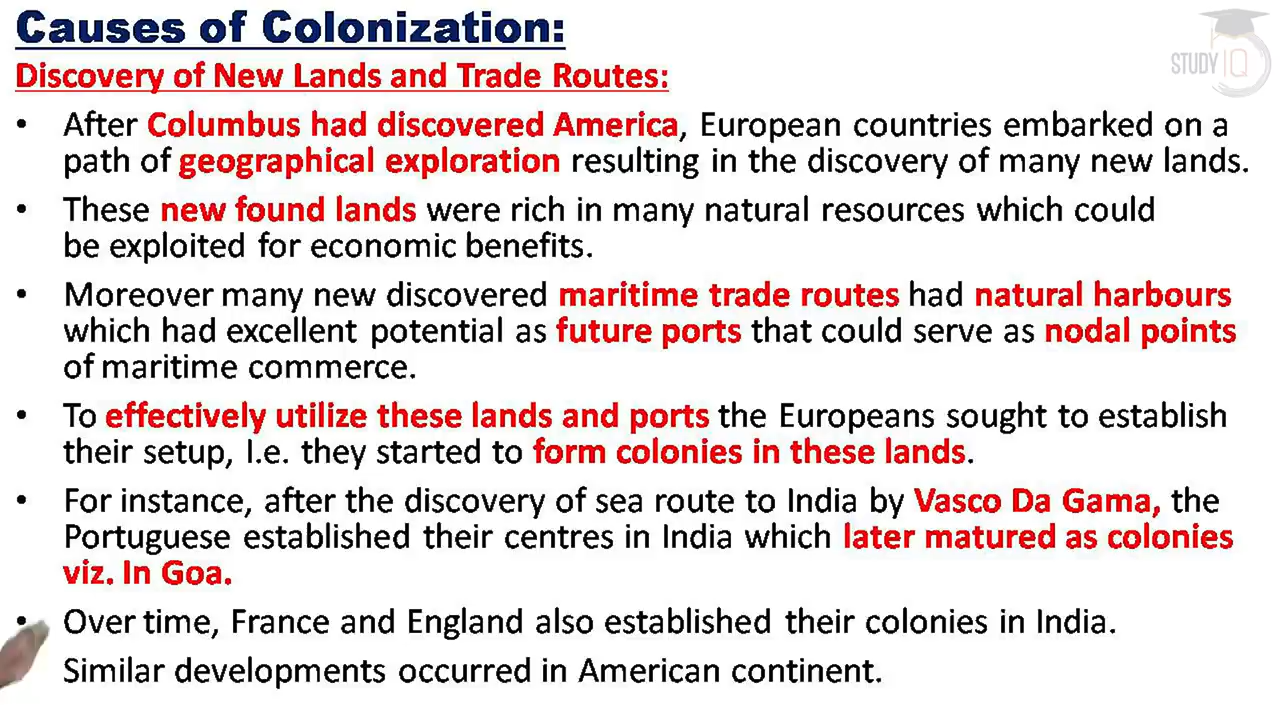 Causes of Colonization:
STUDY IQ
Discovery of New Lands and Trade Routes:
• After Columbus had discovered America, European countries embarked on a
path of geographical exploration resulting in the discovery of many new lands.
• These new found lands were rich in many natural resources which could
be exploited for economic benefits.
• Moreover many new discovered maritime trade routes had natural harbours
which had excellent potential as future ports that could serve as nodal points
of maritime commerce.
• To effectively utilize these lands and ports the Europeans sought to establish
their setup, I.e. they started to form colonies in these lands.
• For instance, after the discovery of sea route to India by Vasco Da Gama, the
Portuguese established their centres in India which later matured as colonies
viz. In Goa.
• Over time, France and England also established their colonies in India.
Similar developments occurred in American continent.